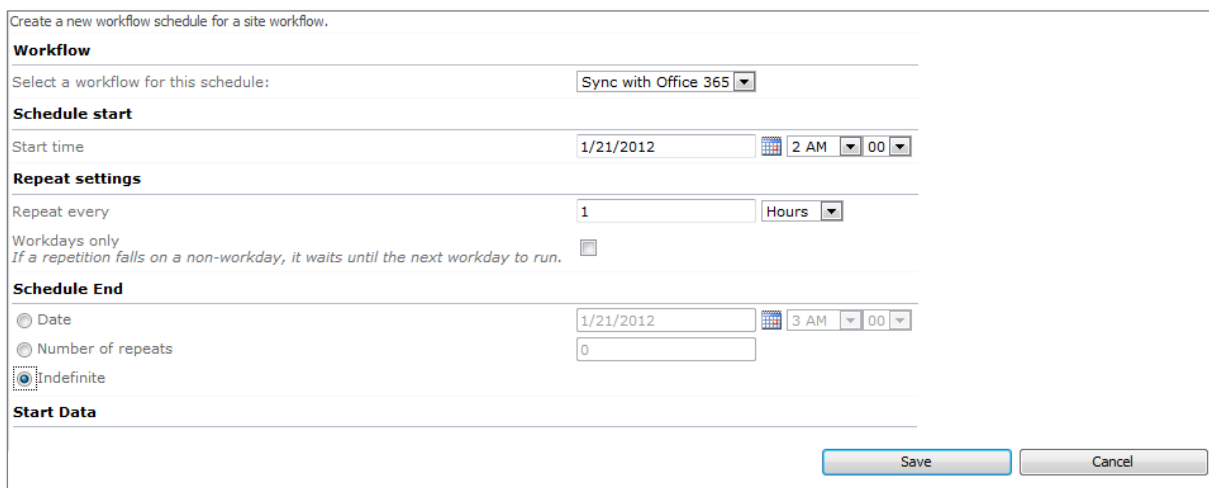 Create a new workflow schedule for a site workflow.
Workflow
Select a workflow for this schedule: Sync with Office 365
Schedule start
Start time 1/21/2012 2 AM 00
Repeat settings
Repeat every 1 Hours
Workdays only
If a repetition falls on a non-workday, it waits until the next workday to run.
Schedule End
Date 1/21/2012 3 AM 00
Number of repeats 0
Indefinite
Start Data
Save Cancel